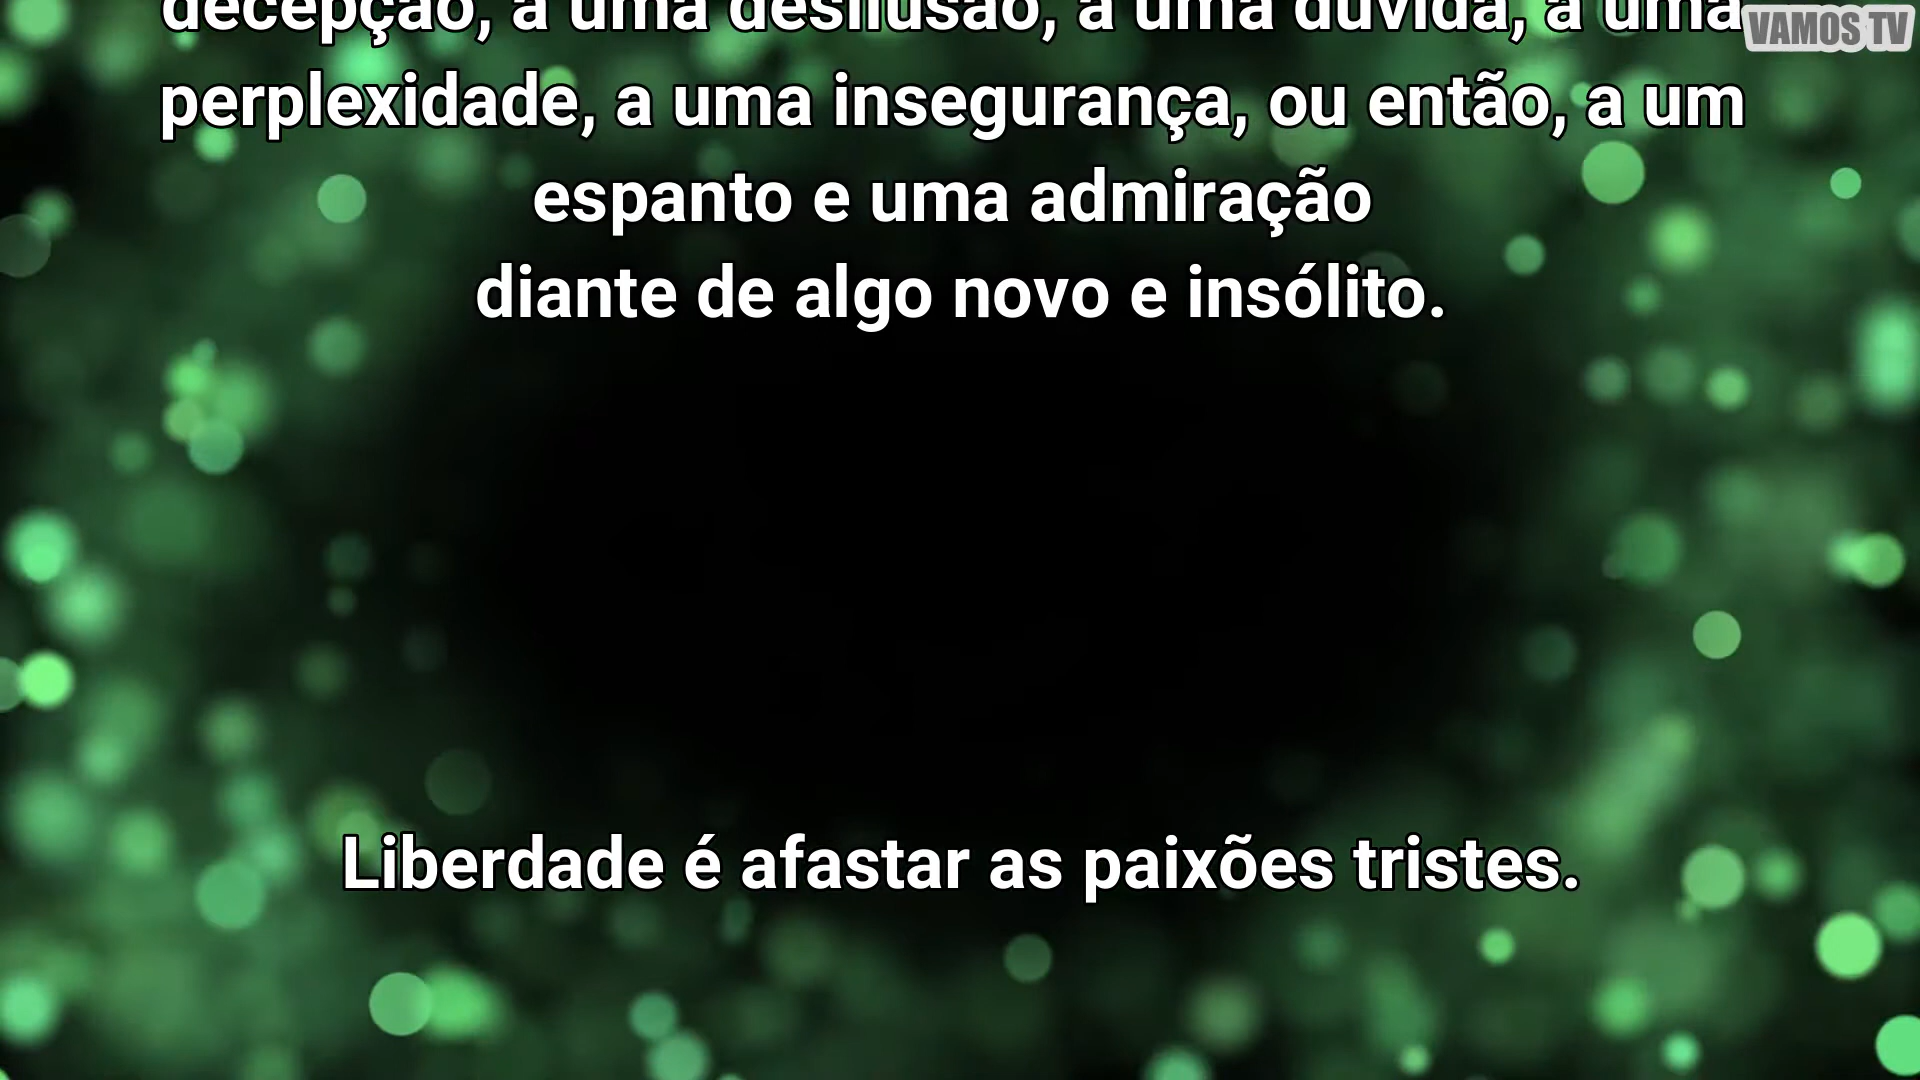 decepção, a uma desilusão, a uma dúvida, a uma
VAMOS TV
perplexidade, a uma insegurança, ou então, a um
espanto e uma admiração
diante de algo novo e insólito.
Liberdade é afastar as paixões tristes.